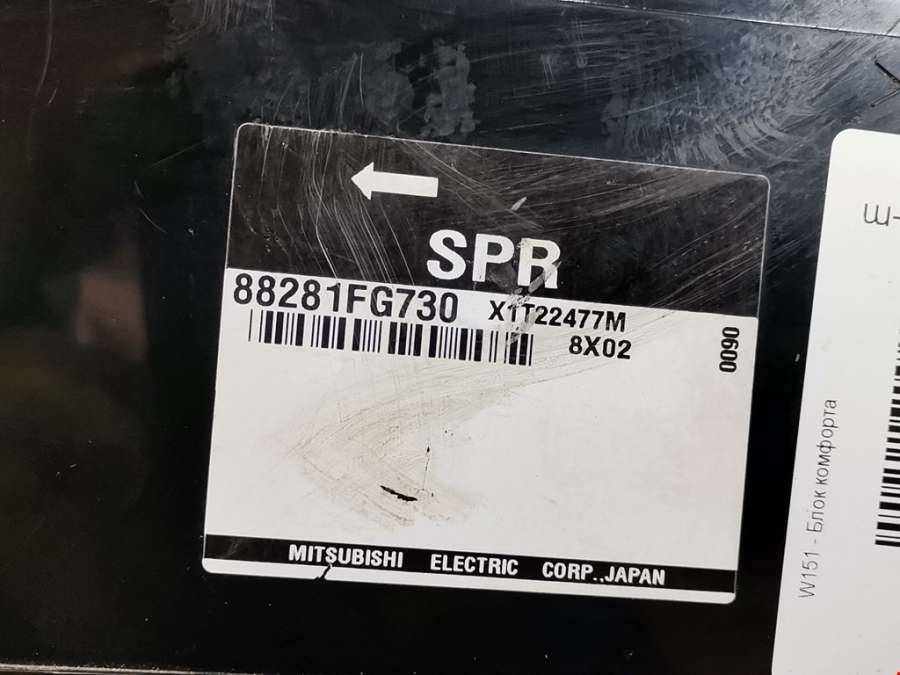 SPR
88281FG730 X1T22477M
8X02
0090
MITSUBISHI ELECTRIC CORP.,JAPAN
W151 - Блок комфорта